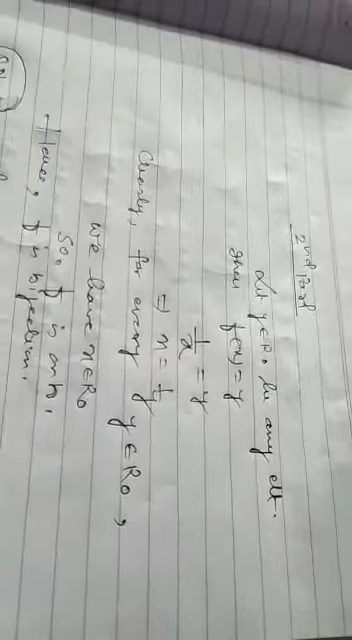 2nd Part
Let y ∈ R₀ be any elt.
then f(x) = y
1/x = y
⇒ x = 1/y
Clearly, for every y ∈ R₀,
we have x ∈ R₀
So, f is onto.
Hence, f is bijection.